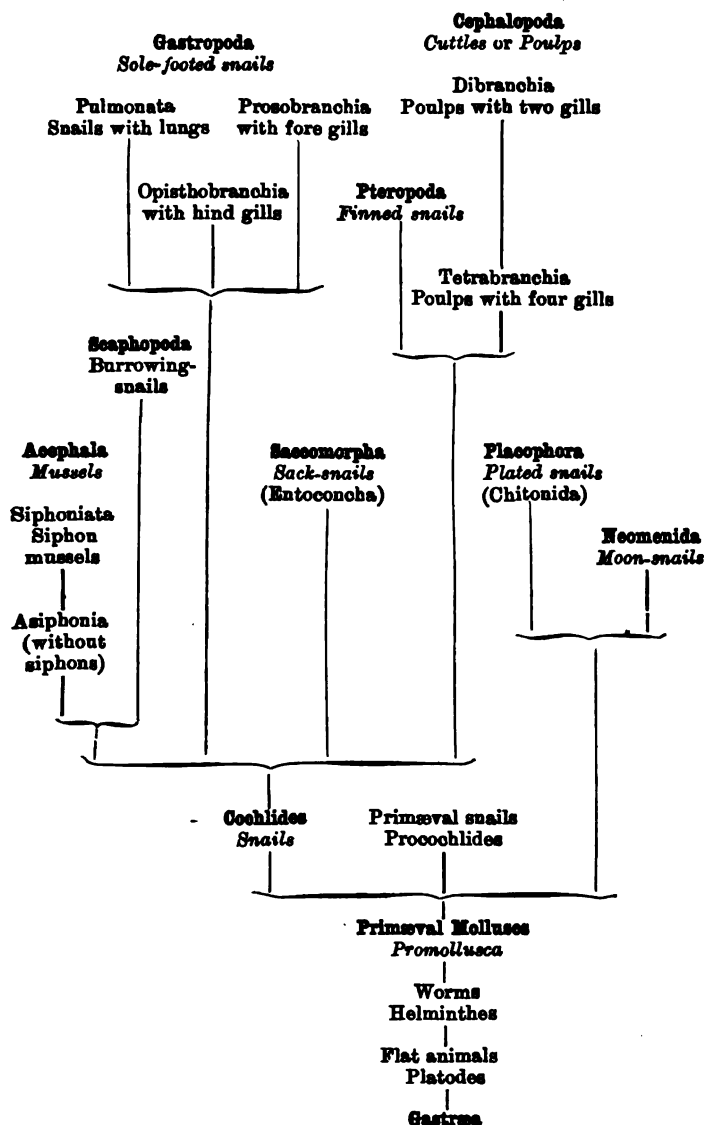 Cephalopoda
Cuttles or Poulps
Gastropoda
Sole-footed snails
Dibranchia
Poulps with two gills
Pulmonata
Snails with lungs
Prosobranchia
with fore gills
Opisthobranchia
with hind gills
Pteropoda
Finned snails
Tetrabranchia
Poulps with four gills
Scaphopoda
Burrowing-
snails
Acephala
Mussels
Saccomorpha
Sack-snails
(Entoconcha)
Placophora
Plated snails
(Chitonida)
Siphoniata
Siphon
mussels
Neomenida
Moon-snails
Asiphonia
(without
siphons)
Cochlides
Snails
Primæval snails
Procochlides
Primæval Molluscs
Promollusca
Worms
Helminthes
Flat animals
Platodes
Gastræa